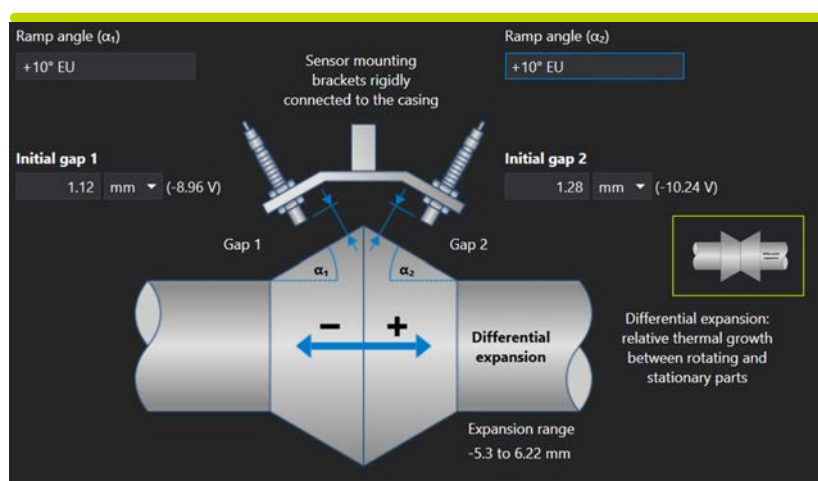 Ramp angle (α₁)
+10° EU
Ramp angle (α₂)
+10° EU
Sensor mounting
brackets rigidly
connected to the casing
Initial gap 1
1.12 mm (-8.96 V)
Initial gap 2
1.28 mm (-10.24 V)
Gap 1
Gap 2
α₁
α₂
− +
Differential
expansion
Differential expansion:
relative thermal growth
between rotating and
stationary parts
Expansion range
-5.3 to 6.22 mm